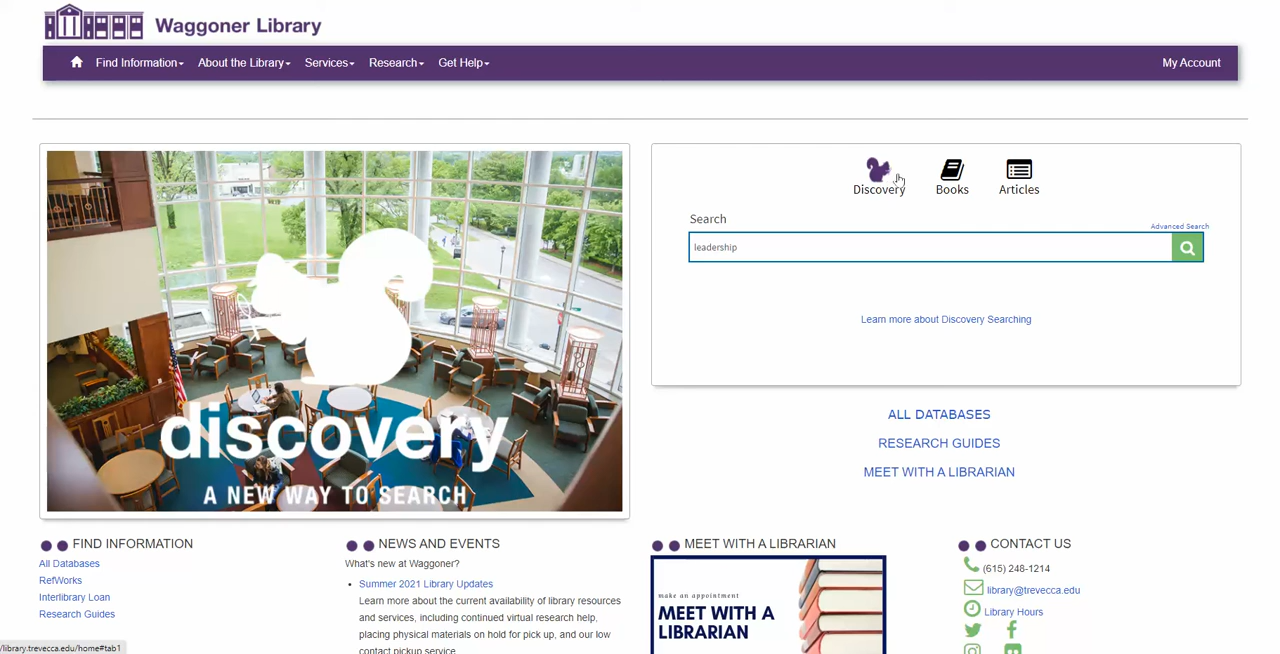 Waggoner Library
Find Information
About the Library
Services
Research
Get Help
My Account
Discovery
Books
Articles
Search
Advanced Search
leadership
Learn more about Discovery Searching
discovery
A NEW WAY TO SEARCH
ALL DATABASES
RESEARCH GUIDES
MEET WITH A LIBRARIAN
FIND INFORMATION
All Databases
RefWorks
Interlibrary Loan
Research Guides
NEWS AND EVENTS
What's new at Waggoner?
Summer 2021 Library Updates
Learn more about the current availability of library resources
and services, including continued virtual research help,
placing physical materials on hold for pick up, and our low
contact pickup service.
MEET WITH A LIBRARIAN
make an appointment
MEET WITH A
LIBRARIAN
CONTACT US
(615) 248-1214
library@trevecca.edu
Library Hours
/library.trevecca.edu/home#tab1